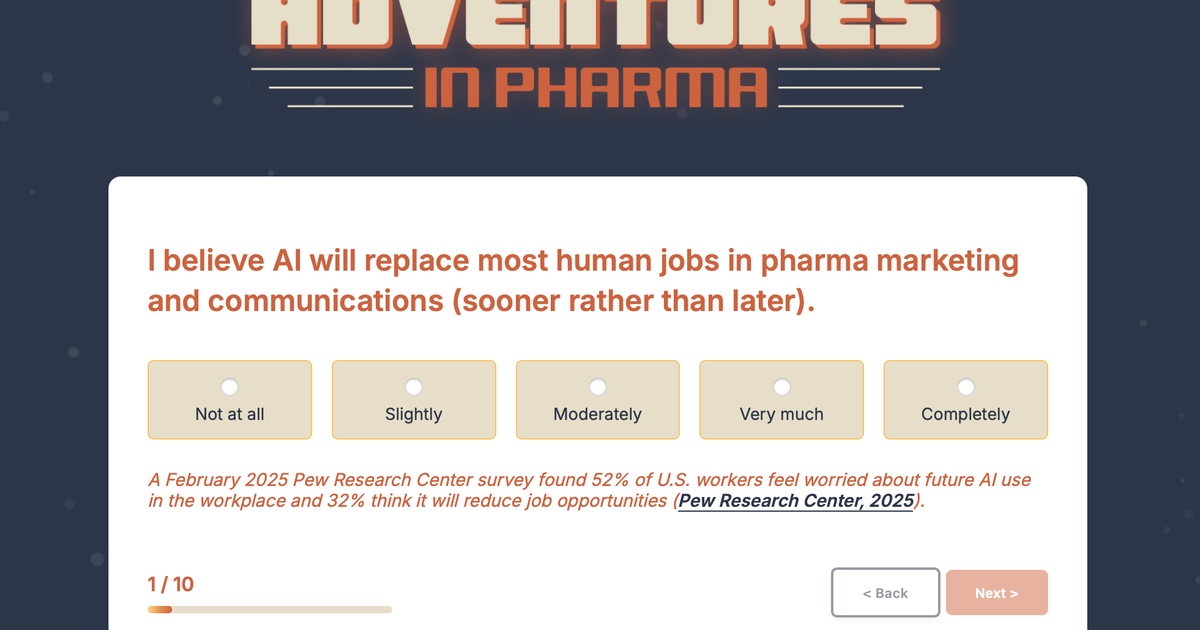 ADVENTURES
IN PHARMA
I believe AI will replace most human jobs in pharma marketing
and communications (sooner rather than later).
Not at all
Slightly
Moderately
Very much
Completely
A February 2025 Pew Research Center survey found 52% of U.S. workers feel worried about future AI use
in the workplace and 32% think it will reduce job opportunities (Pew Research Center, 2025).
1 / 10
< Back
Next >